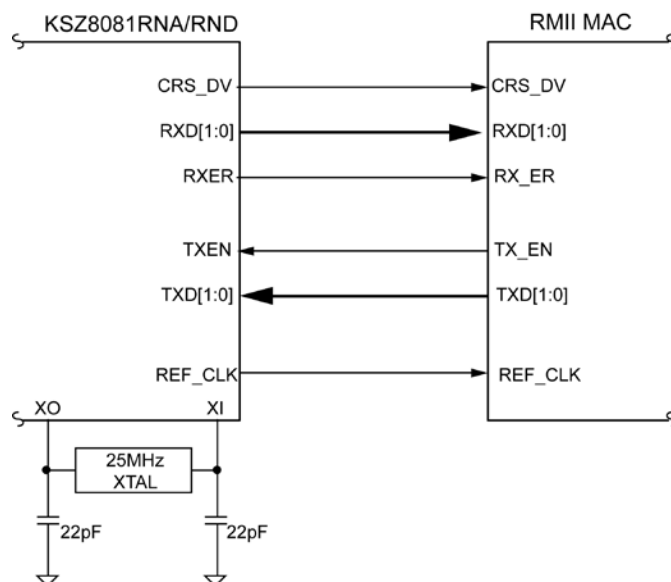 KSZ8081RNA/RND
RMII MAC
CRS_DV
CRS_DV
RXD[1:0]
RXD[1:0]
RXER
RX_ER
TXEN
TX_EN
TXD[1:0]
TXD[1:0]
REF_CLK
REF_CLK
XO
XI
25MHz
XTAL
22pF
22pF